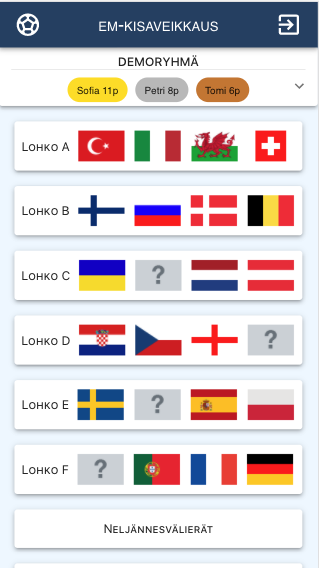 EM-KISAVEIKKAUS
DEMORYHMÄ
Sofia 11p Petri 8p Tomi 6p
Lohko A
Lohko B
Lohko C ?
Lohko D ?
Lohko E ?
Lohko F ?
Neljännesvälierät